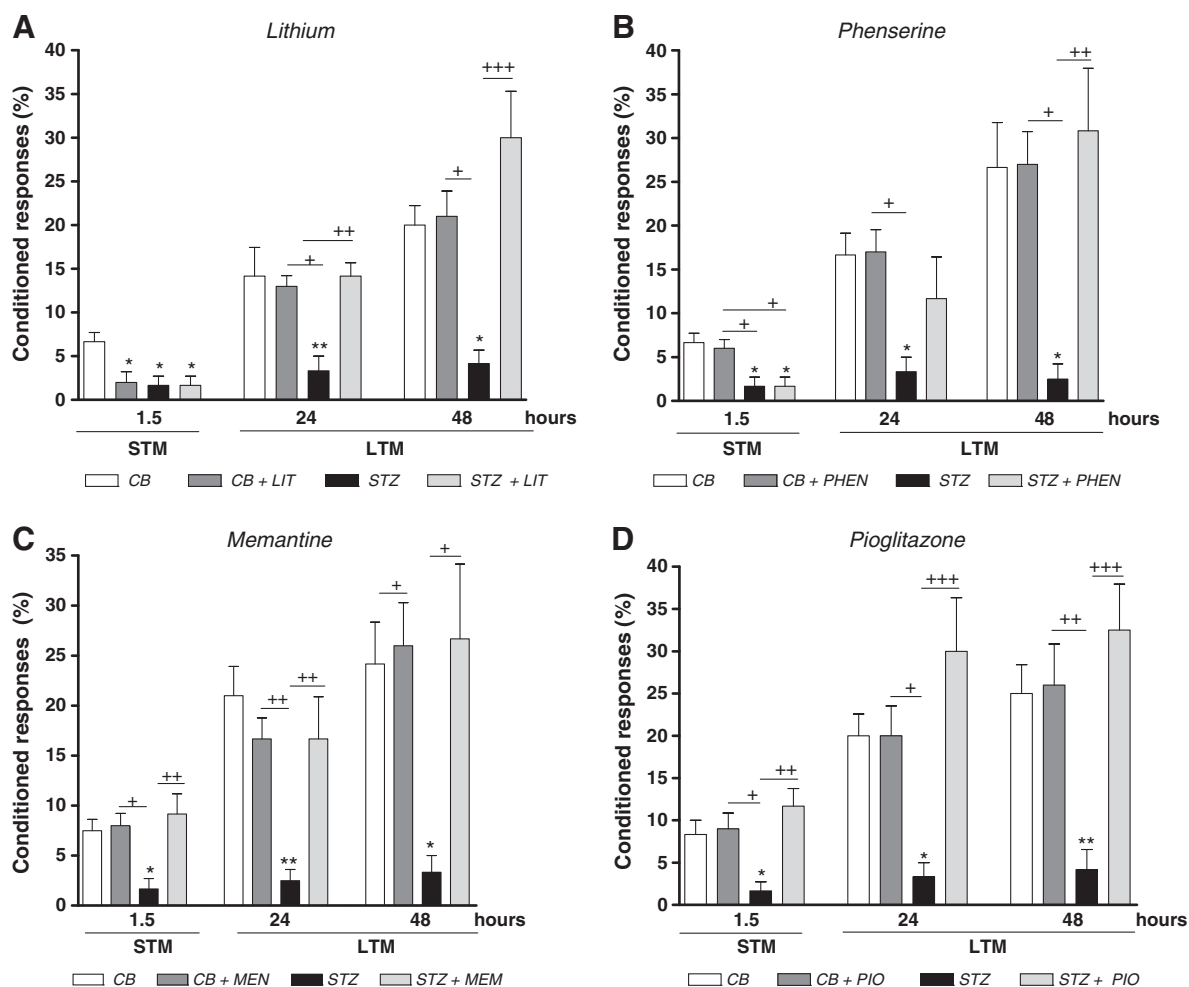 A
Lithium
Conditioned responses (%)
40
35
30
25
20
15
10
5
0
* * *
+ ++ **
+ +++ *
1.5 24 48 hours
STM LTM
CB CB + LIT STZ STZ + LIT
B
Phenserine
Conditioned responses (%)
40
35
30
25
20
15
10
5
0
+ + * *
+ *
+ ++ *
1.5 24 48 hours
STM LTM
CB CB + PHEN STZ STZ + PHEN
C
Memantine
Conditioned responses (%)
35
30
25
20
15
10
5
0
+ ++ *
++ ++ **
+ + *
1.5 24 48 hours
STM LTM
CB CB + MEN STZ STZ + MEM
D
Pioglitazone
Conditioned responses (%)
40
35
30
25
20
15
10
5
0
+ ++ *
+ +++ *
++ +++ **
1.5 24 48 hours
STM LTM
CB CB + PIO STZ STZ + PIO